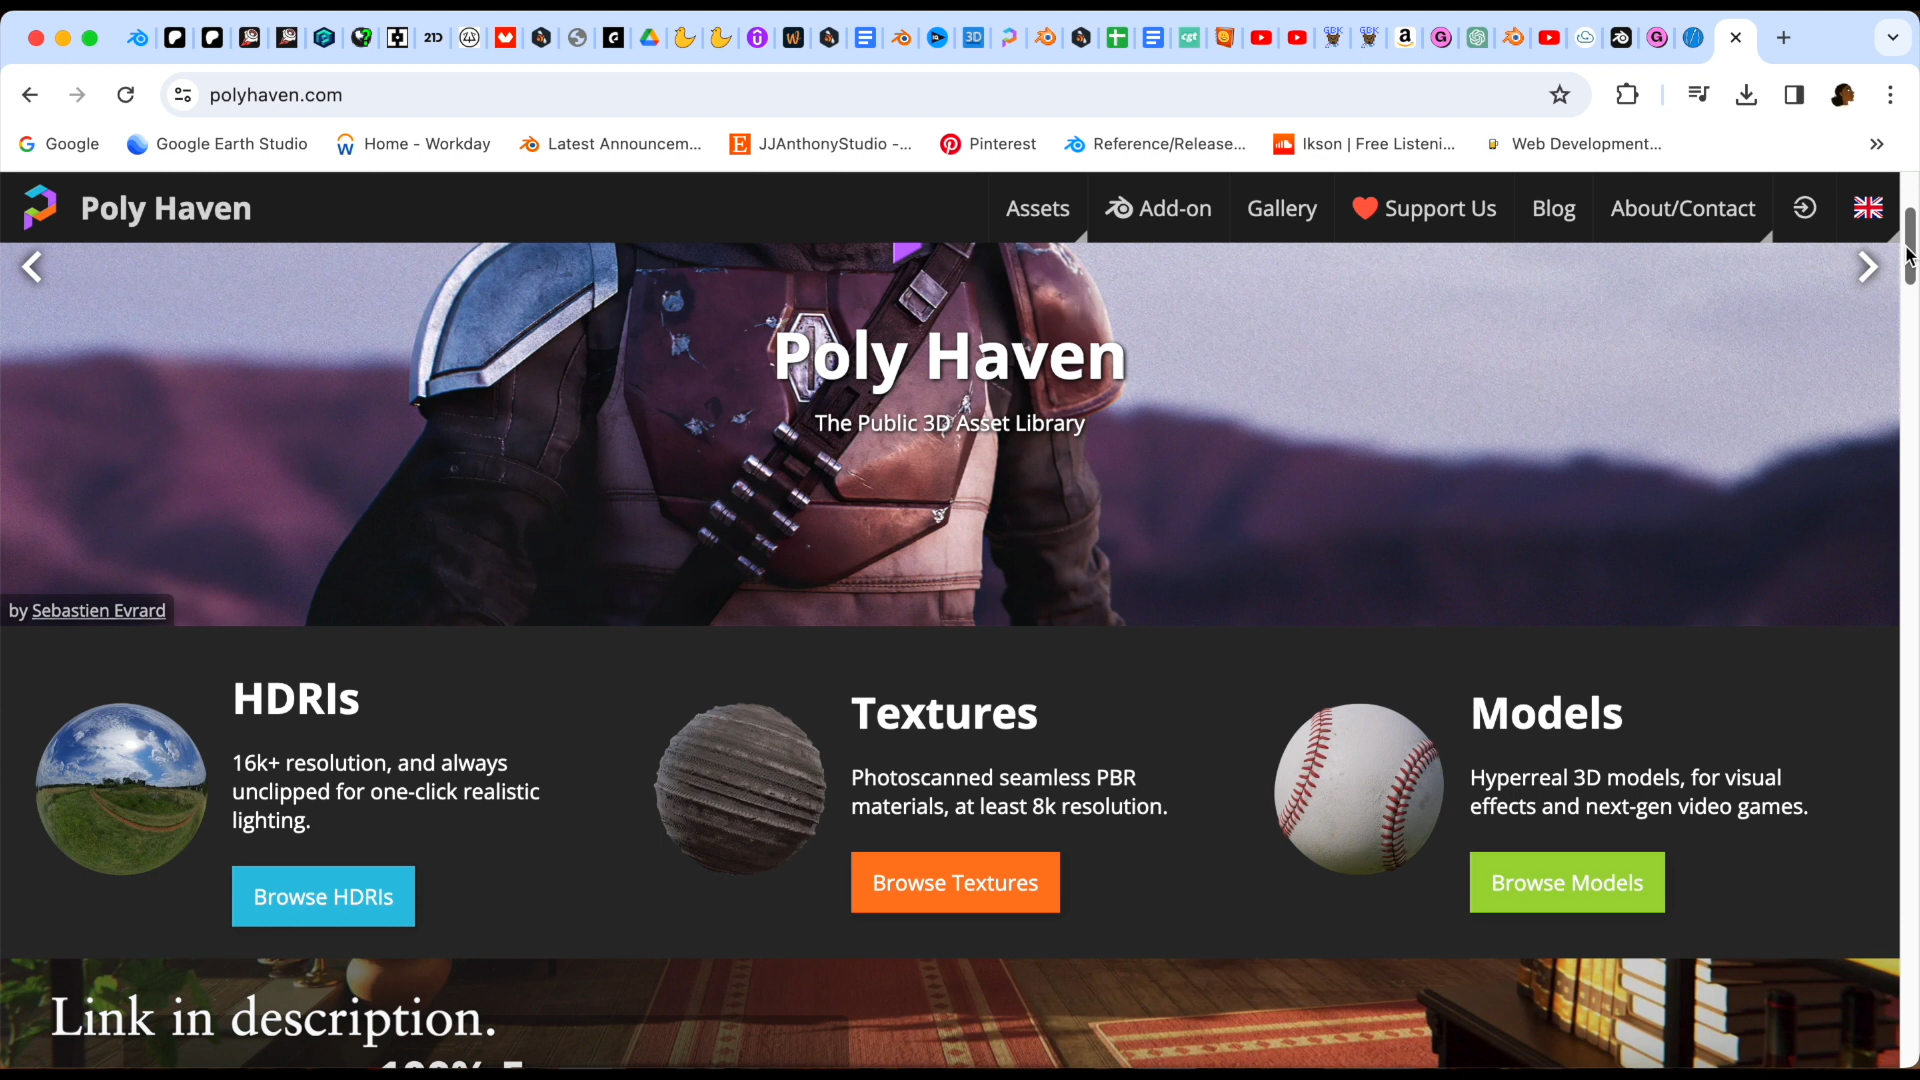 polyhaven.com
Google
Google Earth Studio
Home - Workday
Latest Announcem...
JJAnthonyStudio -...
Pinterest
Reference/Release...
Ikson | Free Listeni...
Web Development...
Poly Haven
Assets
Add-on
Gallery
Support Us
Blog
About/Contact
Poly Haven
The Public 3D Asset Library
by Sebastien Evrard
HDRIs
16k+ resolution, and always
unclipped for one-click realistic
lighting.
Browse HDRIs
Textures
Photoscanned seamless PBR
materials, at least 8k resolution.
Browse Textures
Models
Hyperreal 3D models, for visual
effects and next-gen video games.
Browse Models
Link in description.